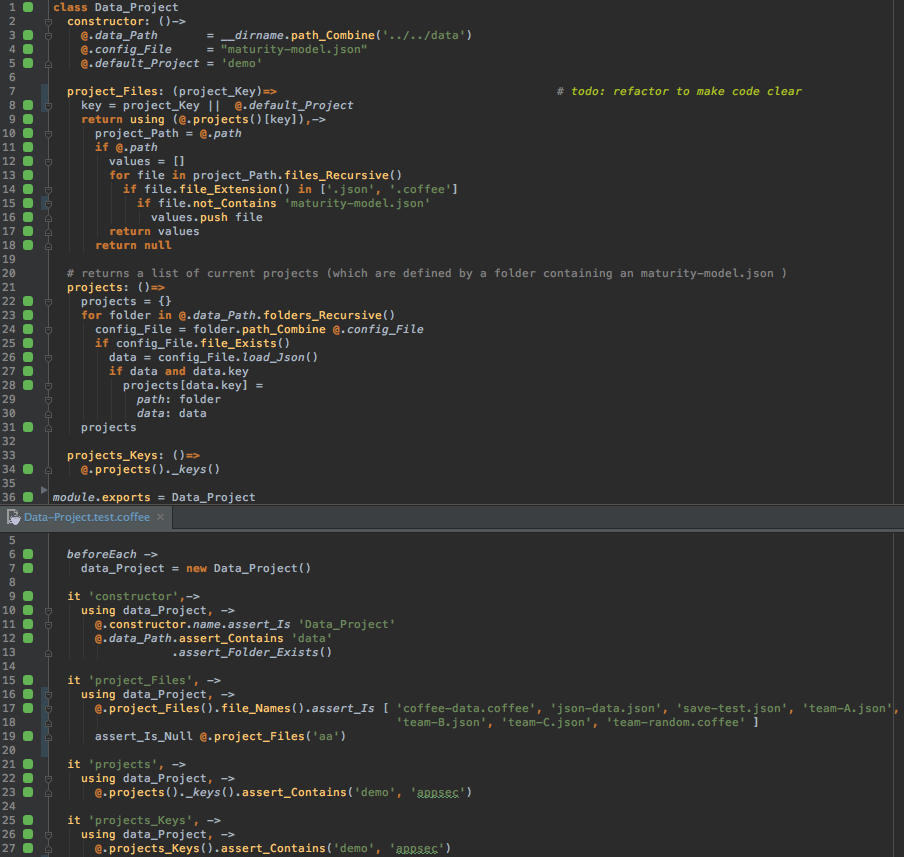 1 class Data_Project
2   constructor: ()->
3     @.data_Path       = __dirname.path_Combine('../../data')
4     @.config_File     = "maturity-model.json"
5     @.default_Project = 'demo'
6
7   project_Files: (project_Key)=>                                        # todo: refactor to make code clear
8     key = project_Key ||  @.default_Project
9     return using (@.projects()[key]),->
10       project_Path = @.path
11       if @.path
12         values = []
13         for file in project_Path.files_Recursive()
14           if file.file_Extension() in ['.json', '.coffee']
15             if file.not_Contains 'maturity-model.json'
16               values.push file
17         return values
18       return null
19
20   # returns a list of current projects (which are defined by a folder containing an maturity-model.json )
21   projects: ()=>
22     projects = {}
23     for folder in @.data_Path.folders_Recursive()
24       config_File = folder.path_Combine @.config_File
25       if config_File.file_Exists()
26         data = config_File.load_Json()
27         if data and data.key
28           projects[data.key] =
29             path: folder
30             data: data
31     projects
32
33   projects_Keys: ()=>
34     @.projects()._keys()
35
36 module.exports = Data_Project
Data-Project.test.coffee ×
5
6   beforeEach ->
7     data_Project = new Data_Project()
8
9   it 'constructor',->
10     using data_Project, ->
11       @.constructor.name.assert_Is 'Data_Project'
12       @.data_Path.assert_Contains 'data'
13                  .assert_Folder_Exists()
14
15   it 'project_Files', ->
16     using data_Project, ->
17       @.project_Files().file_Names().assert_Is [ 'coffee-data.coffee', 'json-data.json', 'save-test.json', 'team-A.json',
18                                                  'team-B.json', 'team-C.json', 'team-random.coffee' ]
19       assert_Is_Null @.project_Files('aa')
20
21   it 'projects', ->
22     using data_Project, ->
23       @.projects()._keys().assert_Contains('demo', 'appsec')
24
25   it 'projects_Keys', ->
26     using data_Project, ->
27       @.projects_Keys().assert_Contains('demo', 'appsec')